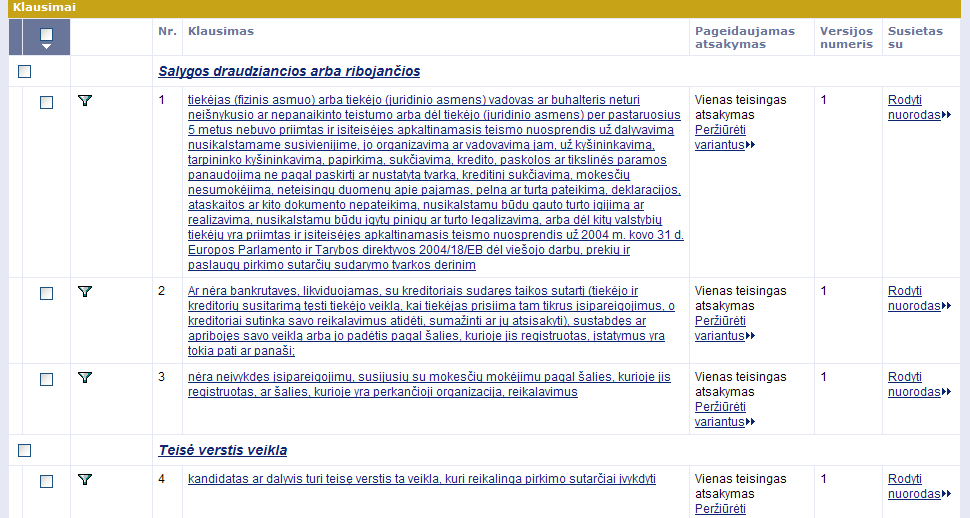 Klausimai
Nr. Klausimas Pageidaujamas atsakymas Versijos numeris Susietas su
Salygos draudziancios arba ribojančios
1 tiekėjas (fizinis asmuo) arba tiekėjo (juridinio asmens) vadovas ar buhalteris neturi
neišnykusio ar nepanaikinto teistumo arba dėl tiekėjo (juridinio asmens) per pastaruosius
5 metus nebuvo priimtas ir įsiteisėjęs apkaltinamasis teismo nuosprendis už dalyvavimą
nusikalstamame susivienijime, jo organizavimą ar vadovavimą jam, už kyšininkavimą,
tarpininko kyšininkavimą, papirkimą, sukčiavimą, kredito, paskolos ar tikslinės paramos
panaudojimą ne pagal paskirtį ar nustatytą tvarką, kreditinį sukčiavimą, mokesčių
nesumokėjimą, neteisingų duomenų apie pajamas, pelną ar turtą pateikimą, deklaracijos,
ataskaitos ar kito dokumento nepateikimą, nusikalstamu būdu gauto turto įgijimą ar
realizavimą, nusikalstamu būdu įgytų pinigų ar turto legalizavimą, arba dėl kitų valstybių
tiekėjų yra priimtas ir įsiteisėjęs apkaltinamasis teismo nuosprendis už 2004 m. kovo 31 d.
Europos Parlamento ir Tarybos direktyvos 2004/18/EB dėl viešojo darbų, prekių ir
paslaugų pirkimo sutarčių sudarymo tvarkos derinim
Vienas teisingas
atsakymas
Peržiūrėti
variantus
1
Rodyti
nuorodas
2 Ar nėra bankrutavęs, likviduojamas, su kreditoriais sudaręs taikos sutartį (tiekėjo ir
kreditorių susitarimą tęsti tiekėjo veiklą, kai tiekėjas prisiima tam tikrus įsipareigojimus, o
kreditoriai sutinka savo reikalavimus atidėti, sumažinti ar jų atsisakyti), sustabdęs ar
apribojęs savo veiklą arba jo padėtis pagal šalies, kurioje jis registruotas, įstatymus yra
tokia pati ar panaši;
Vienas teisingas
atsakymas
Peržiūrėti
variantus
1
Rodyti
nuorodas
3 nėra neįvykdęs įsipareigojimų, susijusių su mokesčių mokėjimu pagal šalies, kurioje jis
registruotas, ar šalies, kurioje yra perkančioji organizacija, reikalavimus
Vienas teisingas
atsakymas
Peržiūrėti
variantus
1
Rodyti
nuorodas
Teisė verstis veikla
4 kandidatas ar dalyvis turi teisę verstis ta veikla, kuri reikalinga pirkimo sutarčiai įvykdyti
Vienas teisingas
atsakymas
Peržiūrėti
1
Rodyti
nuorodas